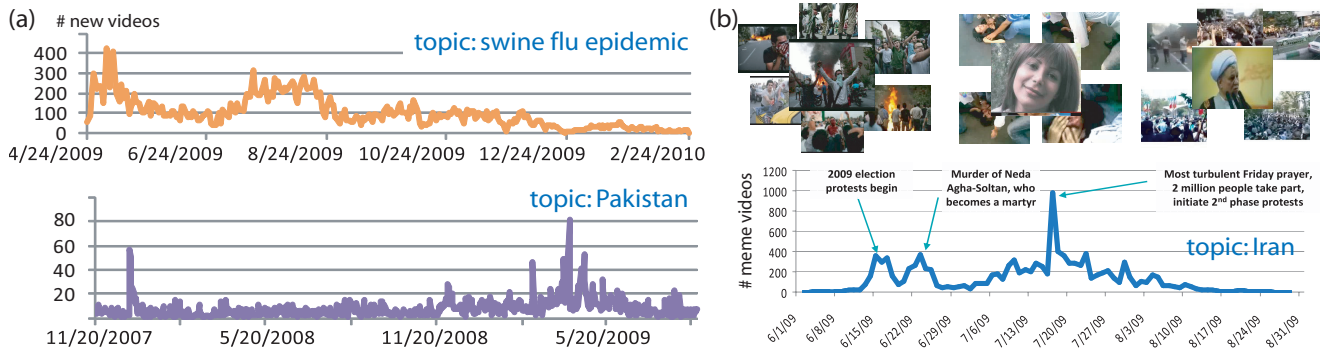 (a)
# new videos
topic: swine flu epidemic
400
300
200
100
0
4/24/2009 6/24/2009 8/24/2009 10/24/2009 12/24/2009 2/24/2010
topic: Pakistan
80
60
40
20
11/20/2007 5/20/2008 11/20/2008 5/20/2009
(b)
# meme videos
1200
1000
800
600
400
200
0
2009 election
protests begin
Murder of Neda
Agha-Soltan, who
becomes a martyr
Most turbulent Friday prayer,
2 million people take part,
initiate 2nd phase protests
topic: Iran
6/1/09 6/8/09 6/15/09 6/22/09 6/29/09 7/6/09 7/13/09 7/20/09 7/27/09 8/3/09 8/10/09 8/17/09 8/24/09 8/31/09